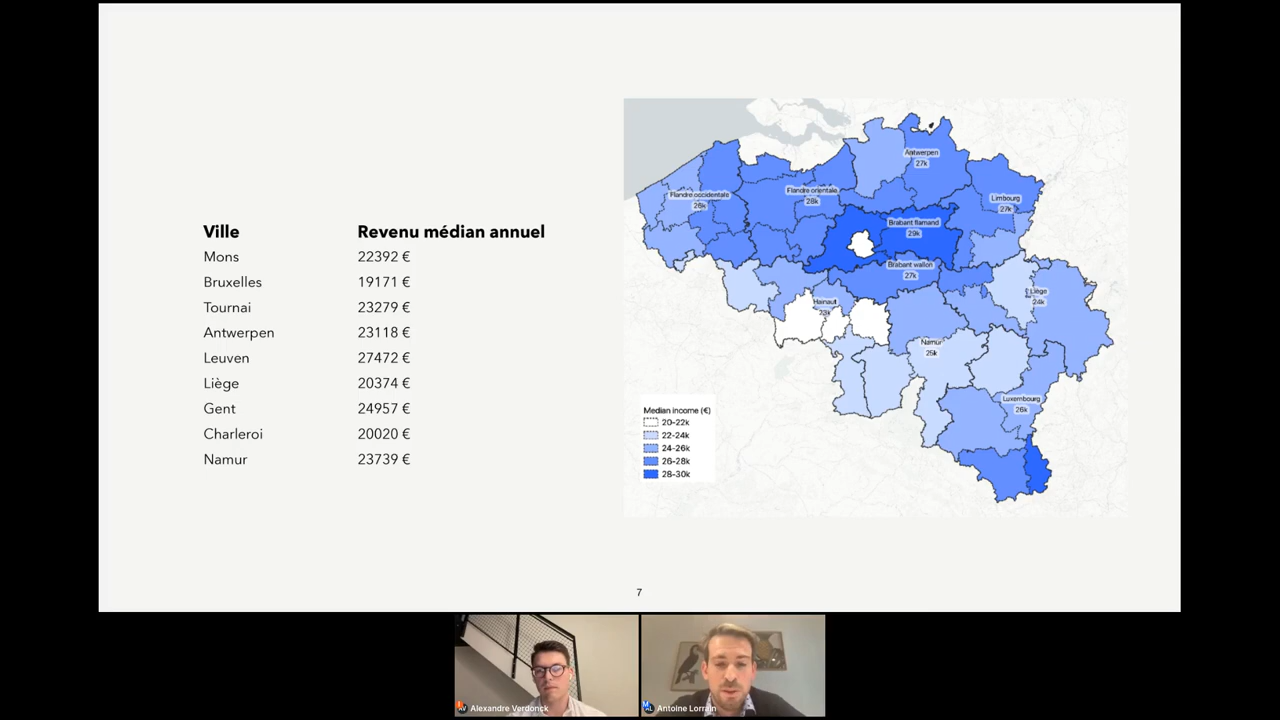 Ville Revenu médian annuel
Mons 22392 €
Bruxelles 19171 €
Tournai 23279 €
Antwerpen 23118 €
Leuven 27472 €
Liège 20374 €
Gent 24957 €
Charleroi 20020 €
Namur 23739 €
Antwerpen
27k
Flandre occidentale
26k
Flandre orientale
28k
Limbourg
27k
Brabant flamand
29k
Brabant wallon
27k
Hainaut
23k
Liège
24k
Namur
25k
Luxembourg
26k
Median income (€)
20-22k
22-24k
24-26k
26-28k
28-30k
7
Alexandre Verdonck
Antoine Lorrain